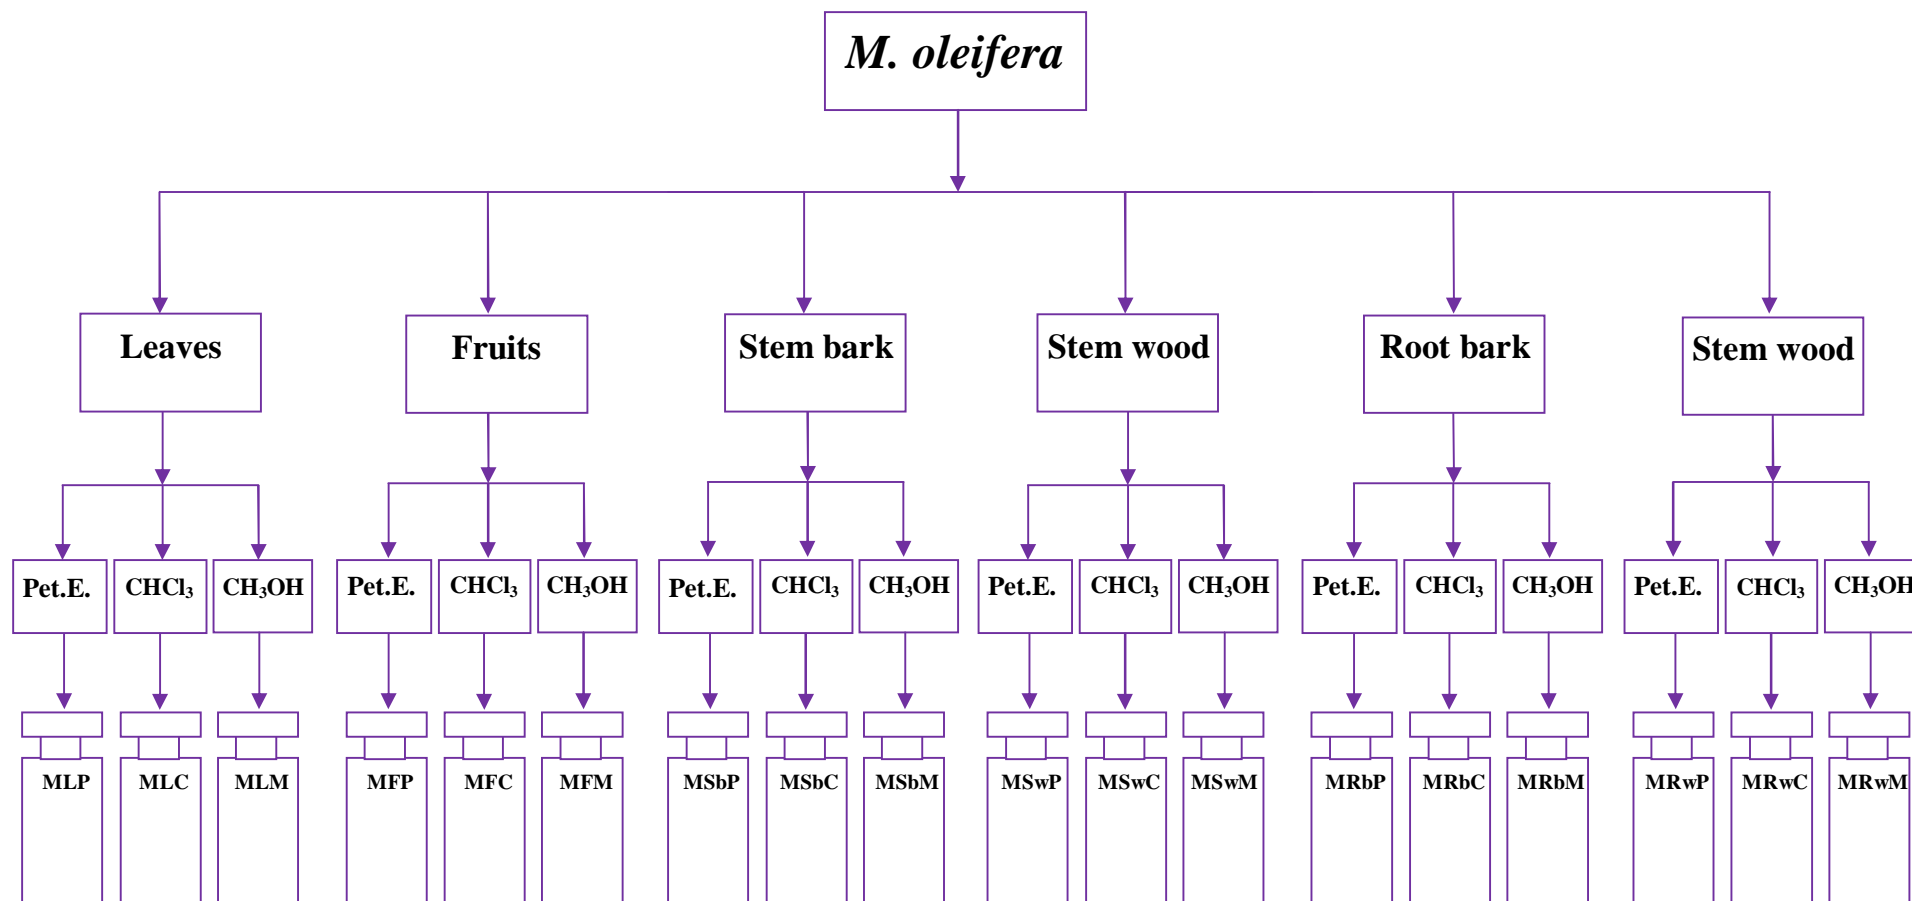 M. oleifera
Leaves
Fruits
Stem bark
Stem wood
Root bark
Stem wood
Pet.E.
CHCl₃
CH₃OH
Pet.E.
CHCl₃
CH₃OH
Pet.E.
CHCl₃
CH₃OH
Pet.E.
CHCl₃
CH₃OH
Pet.E.
CHCl₃
CH₃OH
Pet.E.
CHCl₃
CH₃OH
MLP
MLC
MLM
MFP
MFC
MFM
MSbP
MSbC
MSbM
MSwP
MSwC
MSwM
MRbP
MRbC
MRbM
MRwP
MRwC
MRwM